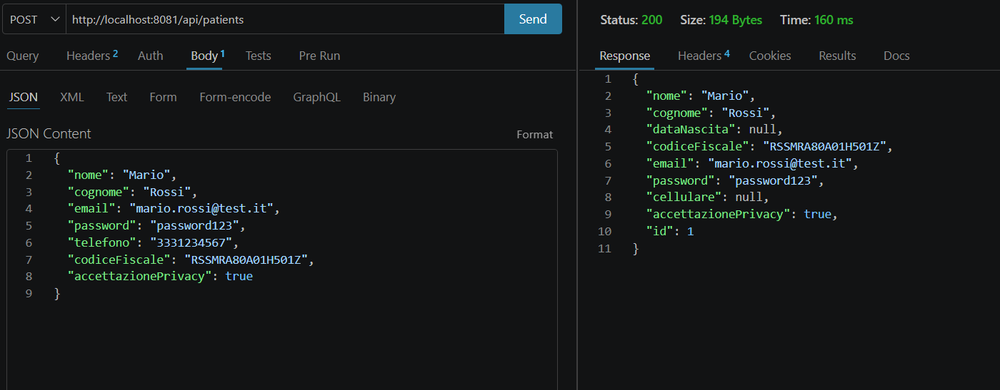 POST http://localhost:8081/api/patients Send
Query Headers 2 Auth Body 1 Tests Pre Run
JSON XML Text Form Form-encode GraphQL Binary
JSON Content Format
1 {
2 "nome": "Mario",
3 "cognome": "Rossi",
4 "email": "mario.rossi@test.it",
5 "password": "password123",
6 "telefono": "3331234567",
7 "codiceFiscale": "RSSMRA80A01H501Z",
8 "accettazionePrivacy": true
9 }
Status: 200 Size: 194 Bytes Time: 160 ms
Response Headers 4 Cookies Results Docs
1 {
2 "nome": "Mario",
3 "cognome": "Rossi",
4 "dataNascita": null,
5 "codiceFiscale": "RSSMRA80A01H501Z",
6 "email": "mario.rossi@test.it",
7 "password": "password123",
8 "cellulare": null,
9 "accettazionePrivacy": true,
10 "id": 1
11 }